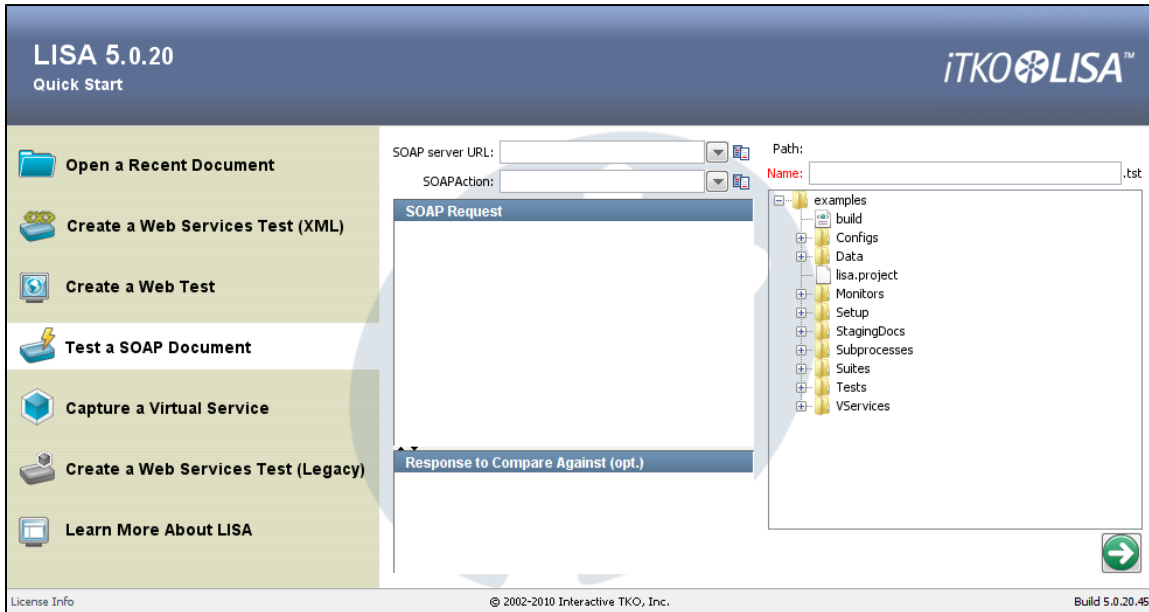 LISA 5.0.20
Quick Start
iTKO LISA™
Open a Recent Document
Create a Web Services Test (XML)
Create a Web Test
Test a SOAP Document
Capture a Virtual Service
Create a Web Services Test (Legacy)
Learn More About LISA
SOAP server URL:
SOAPAction:
SOAP Request
Response to Compare Against (opt.)
Path:
Name: .tst
examples
build
Configs
Data
lisa.project
Monitors
Setup
StagingDocs
Subprocesses
Suites
Tests
VServices
License Info
© 2002-2010 Interactive TKO, Inc.
Build 5.0.20.45